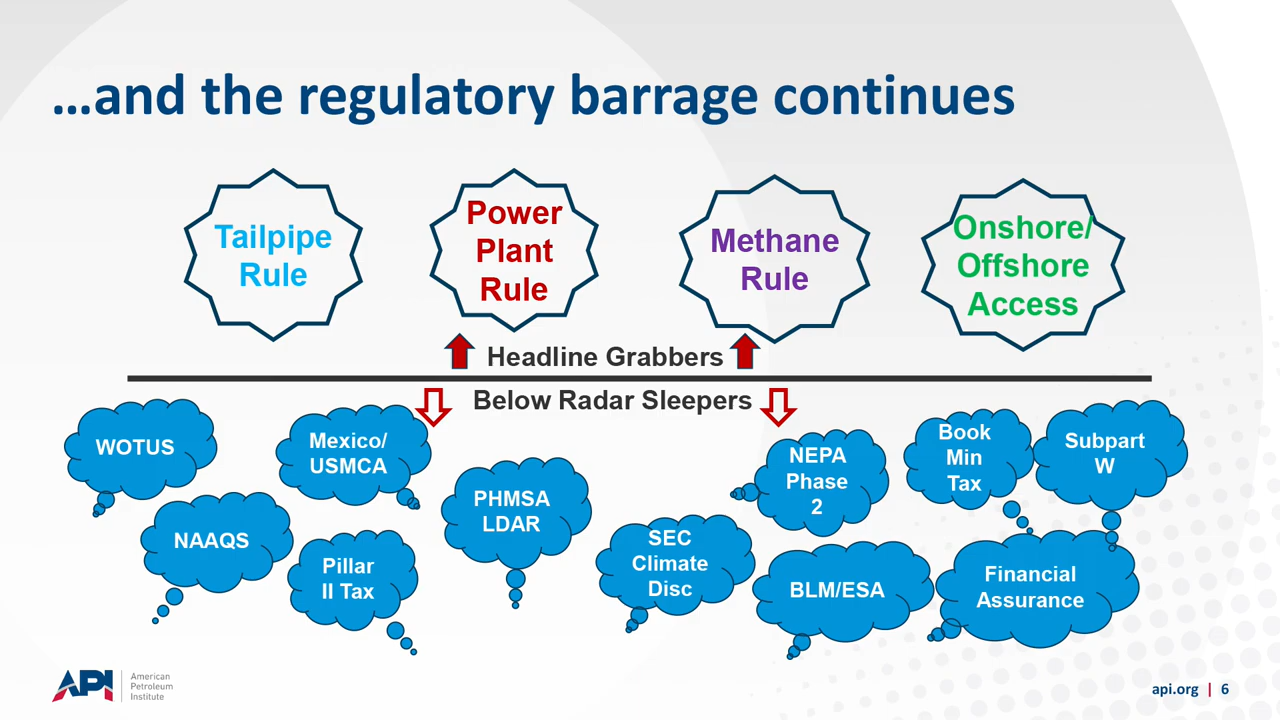 ...and the regulatory barrage continues
Tailpipe
Rule
Power
Plant
Rule
Methane
Rule
Onshore/
Offshore
Access
Headline Grabbers
Below Radar Sleepers
WOTUS
Mexico/
USMCA
NAAQS
Pillar
II Tax
PHMSA
LDAR
SEC
Climate
Disc
NEPA
Phase
2
BLM/ESA
Book
Min
Tax
Subpart
W
Financial
Assurance
API
American
Petroleum
Institute
api.org | 6